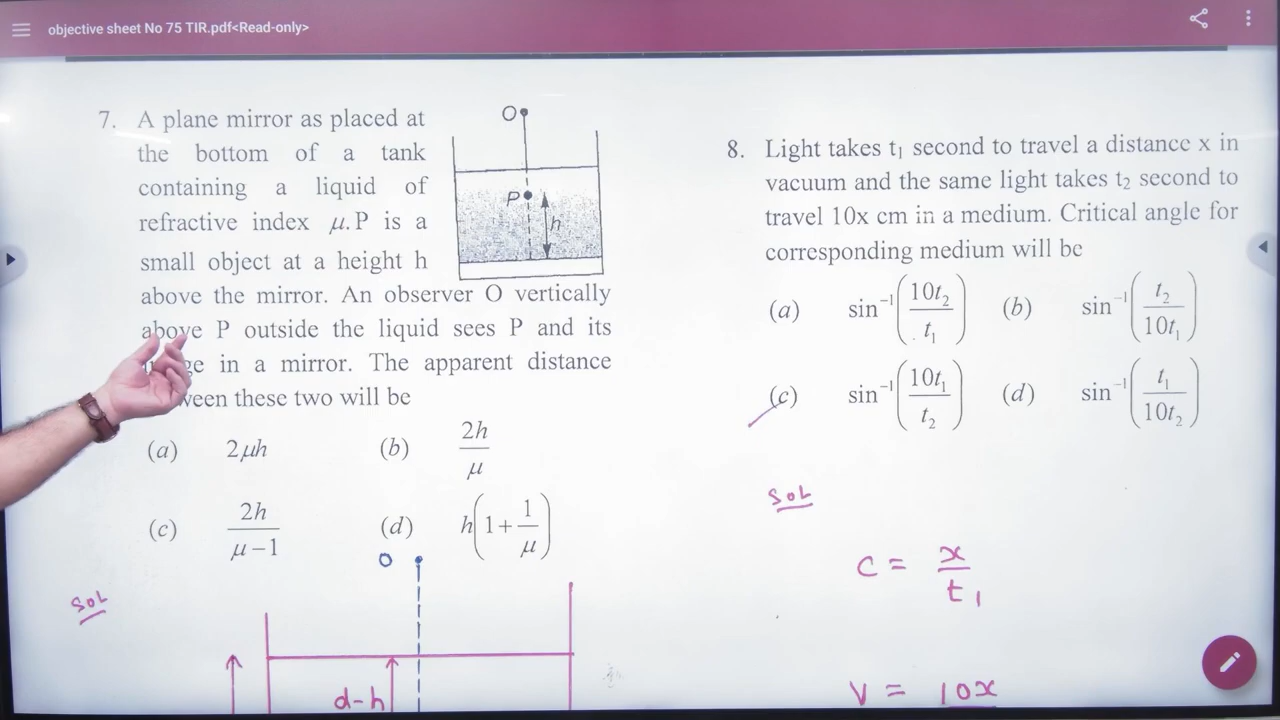 objective sheet No 75 TIR.pdf<Read-only>
7. A plane mirror as placed at
the bottom of a tank
containing a liquid of
refractive index μ. P is a
small object at a height h
above the mirror. An observer O vertically
above P outside the liquid sees P and its
in a mirror. The apparent distance
these two will be
(a) 2μh (b) 2h/μ
(c) 2h/(μ−1) (d) h(1+1/μ)
O
P
h
SOL
O
d-h
8. Light takes t₁ second to travel a distance x in
vacuum and the same light takes t₂ second to
travel 10x cm in a medium. Critical angle for
corresponding medium will be
(a) sin⁻¹(10t₂/t₁) (b) sin⁻¹(t₂/10t₁)
(c) sin⁻¹(10t₁/t₂) (d) sin⁻¹(t₁/10t₂)
SOL
C = x/t₁
V = 10x